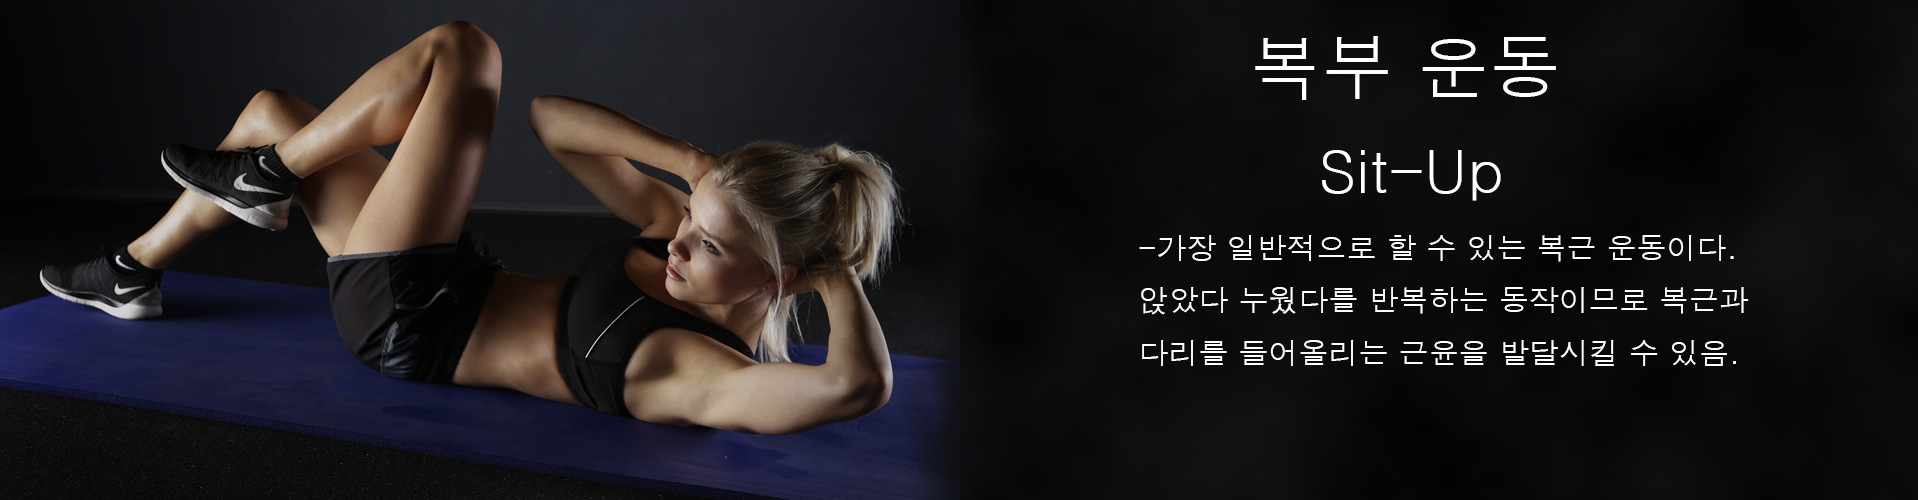 복부 운동
Sit-Up
-가장 일반적으로 할 수 있는 복근 운동이다.
앉았다 누웠다를 반복하는 동작이므로 복근과
다리를 들어올리는 근육을 발달시킬 수 있음.